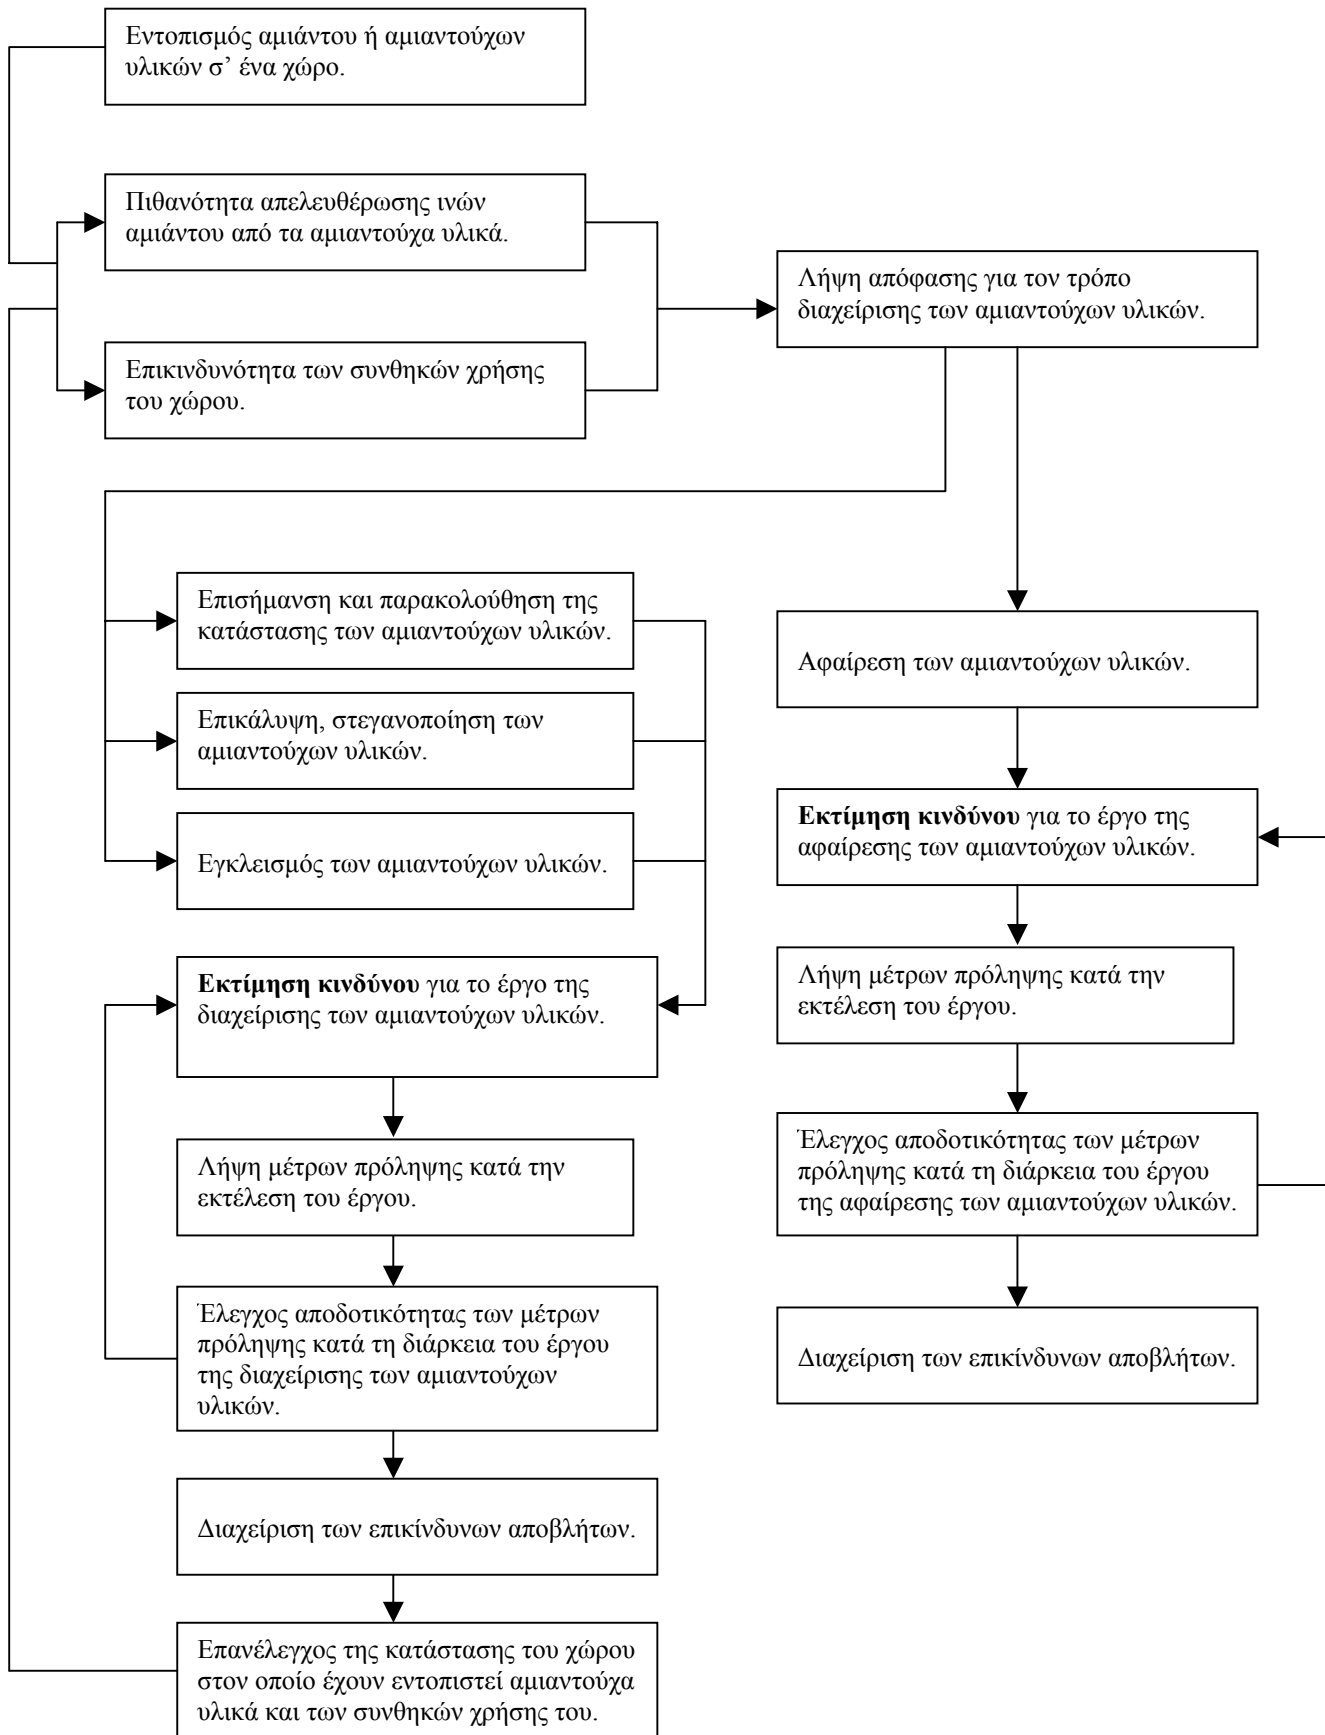 Εντοπισμός αμιάντου ή αμιαντούχων
υλικών σ’ ένα χώρο.
Πιθανότητα απελευθέρωσης ινών
αμιάντου από τα αμιαντούχα υλικά.
Επικινδυνότητα των συνθηκών χρήσης
του χώρου.
Λήψη απόφασης για τον τρόπο
διαχείρισης των αμιαντούχων υλικών.
Επισήμανση και παρακολούθηση της
κατάστασης των αμιαντούχων υλικών.
Επικάλυψη, στεγανοποίηση των
αμιαντούχων υλικών.
Εγκλεισμός των αμιαντούχων υλικών.
Εκτίμηση κινδύνου για το έργο της
διαχείρισης των αμιαντούχων υλικών.
Λήψη μέτρων πρόληψης κατά την
εκτέλεση του έργου.
Έλεγχος αποδοτικότητας των μέτρων
πρόληψης κατά τη διάρκεια του έργου
της διαχείρισης των αμιαντούχων
υλικών.
Διαχείριση των επικίνδυνων αποβλήτων.
Επανέλεγχος της κατάστασης του χώρου
στον οποίο έχουν εντοπιστεί αμιαντούχα
υλικά και των συνθηκών χρήσης του.
Αφαίρεση των αμιαντούχων υλικών.
Εκτίμηση κινδύνου για το έργο της
αφαίρεσης των αμιαντούχων υλικών.
Λήψη μέτρων πρόληψης κατά την
εκτέλεση του έργου.
Έλεγχος αποδοτικότητας των μέτρων
πρόληψης κατά τη διάρκεια του έργου
της αφαίρεσης των αμιαντούχων υλικών.
Διαχείριση των επικίνδυνων αποβλήτων.